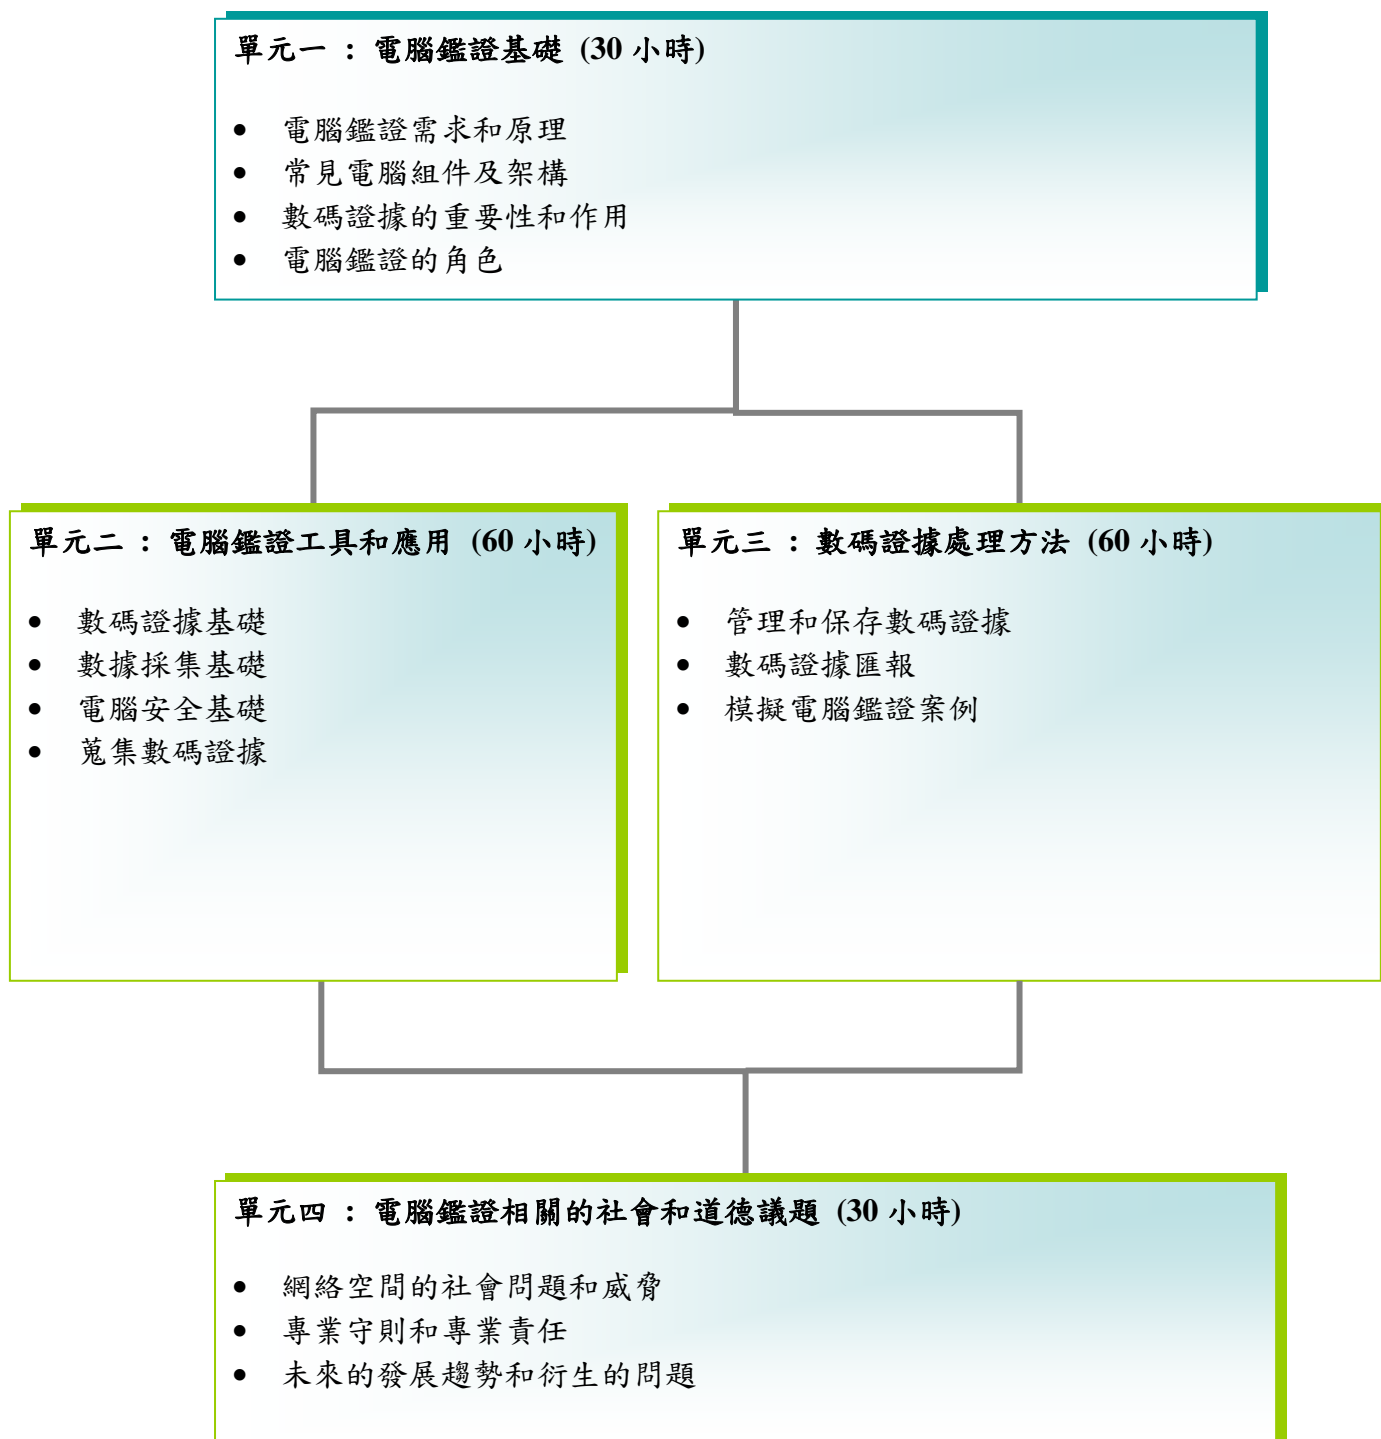 單元一 : 電腦鑑證基礎 (30 小時)
• 電腦鑑證需求和原理
• 常見電腦組件及架構
• 數碼證據的重要性和作用
• 電腦鑑證的角色
單元二 : 電腦鑑證工具和應用 (60 小時)
• 數碼證據基礎
• 數據採集基礎
• 電腦安全基礎
• 蒐集數碼證據
單元三 : 數碼證據處理方法 (60 小時)
• 管理和保存數碼證據
• 數碼證據匯報
• 模擬電腦鑑證案例
單元四 : 電腦鑑證相關的社會和道德議題 (30 小時)
• 網絡空間的社會問題和威脅
• 專業守則和專業責任
• 未來的發展趨勢和衍生的問題